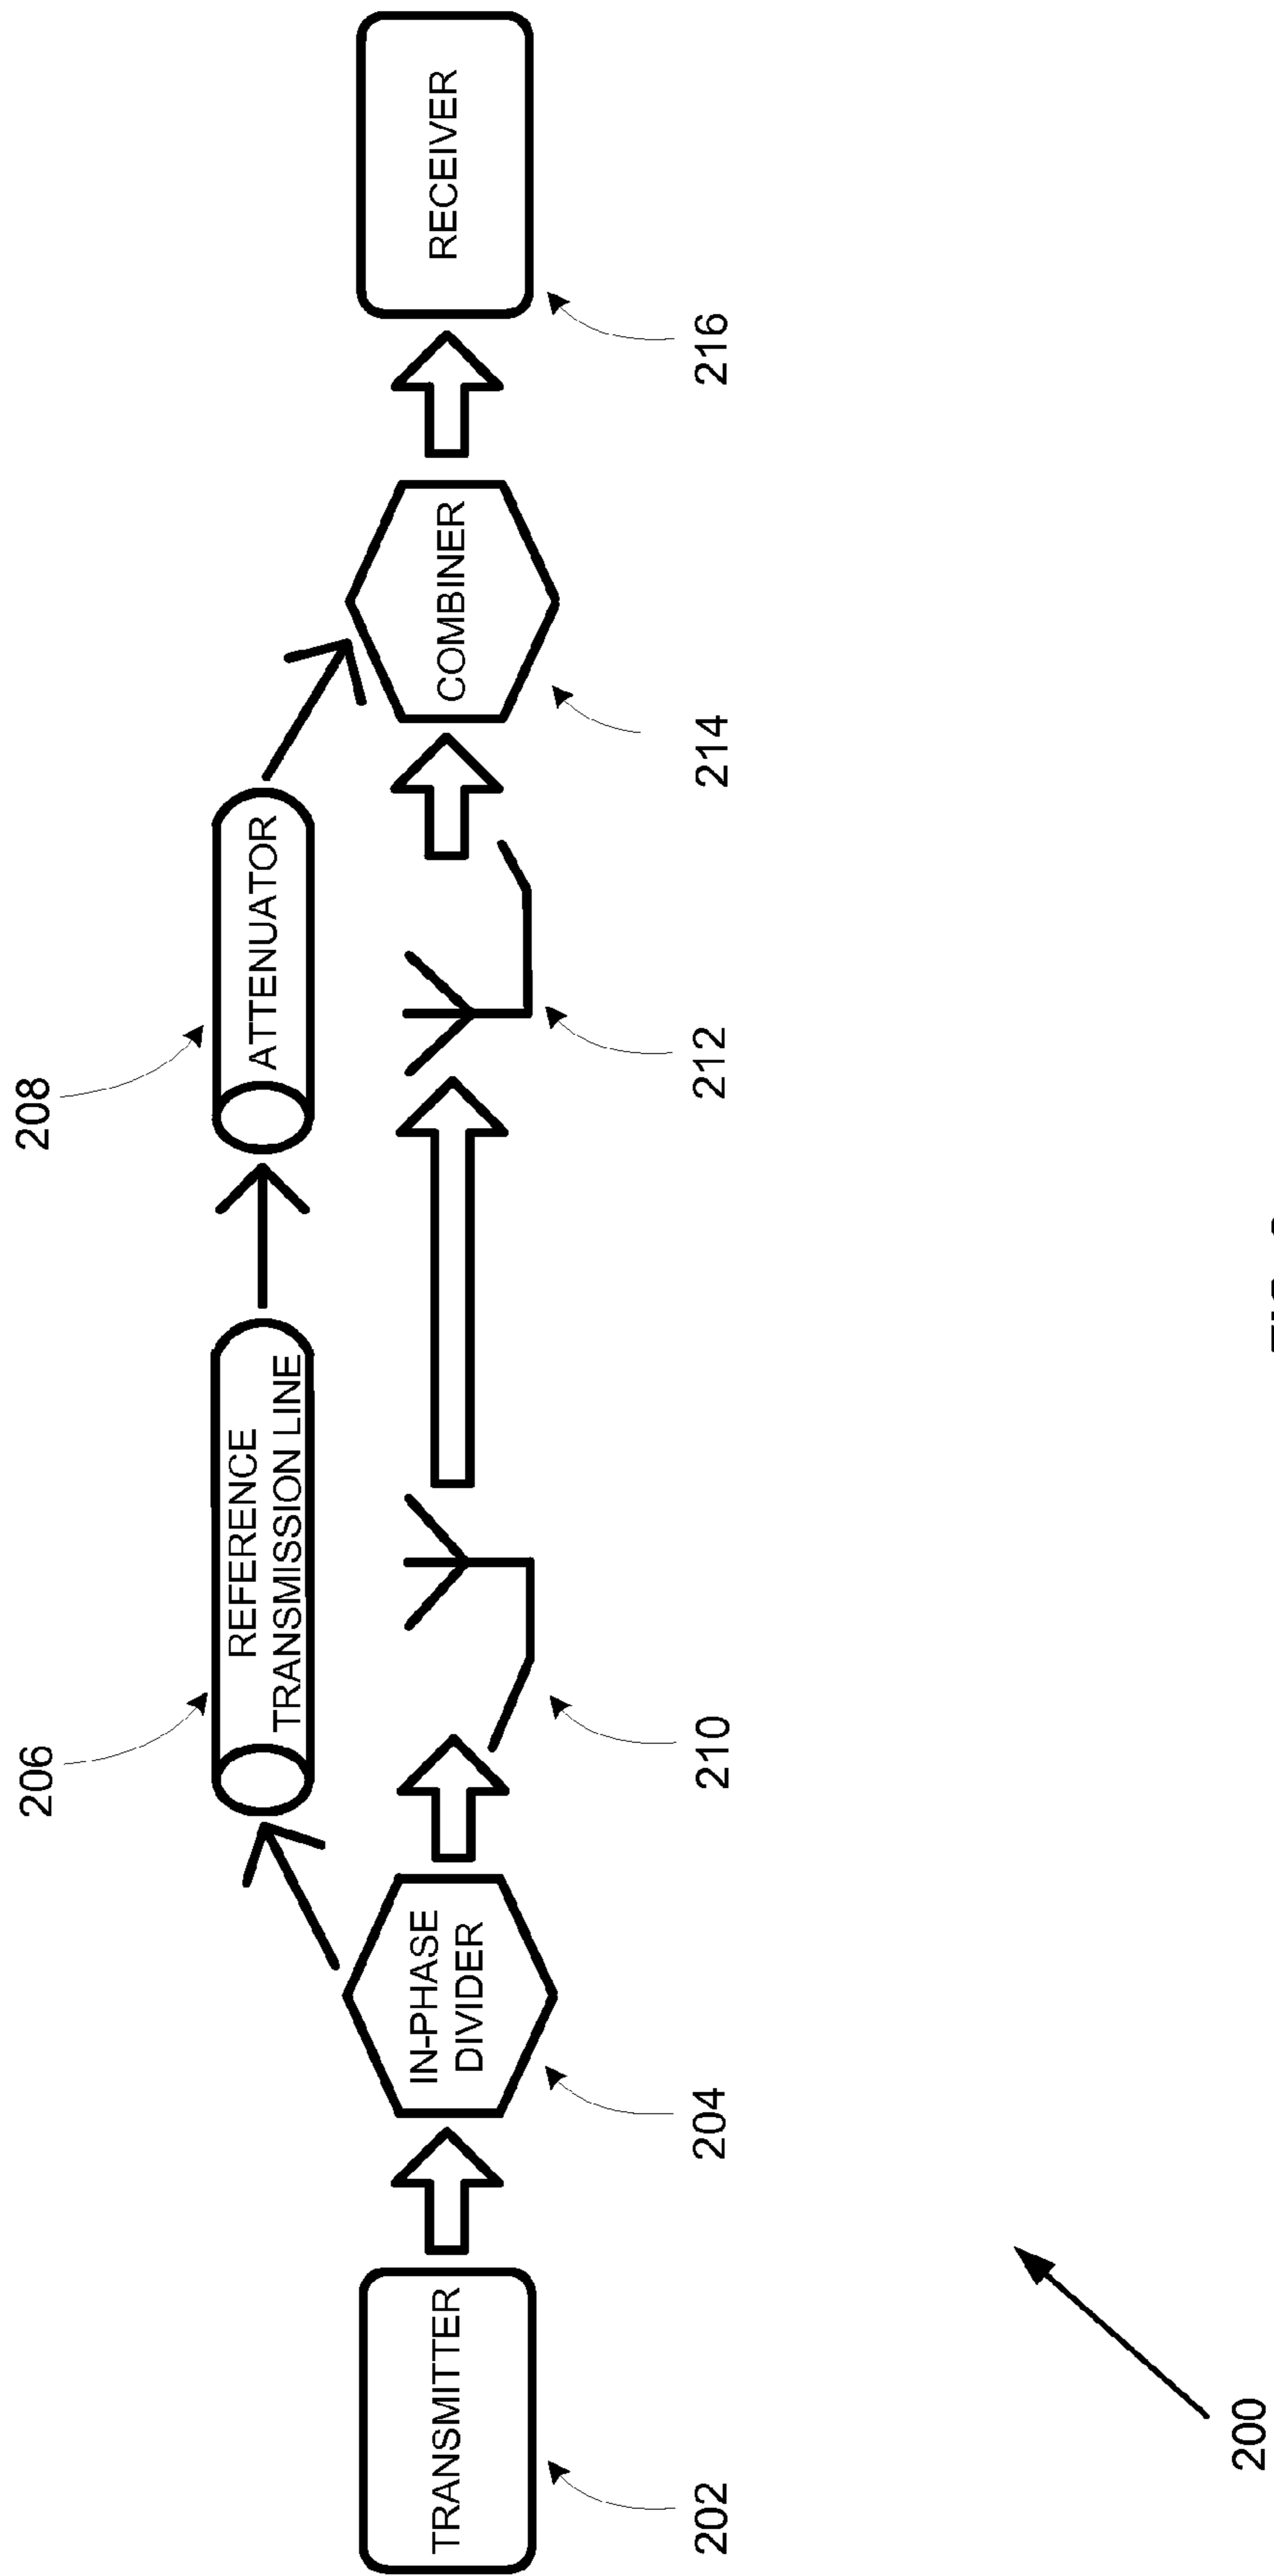 206
208
REFERENCE
TRANSMISSION LINE
ATTENUATOR
TRANSMITTER
IN-PHASE
DIVIDER
COMBINER
RECEIVER
202
204
210
212
214
216
200